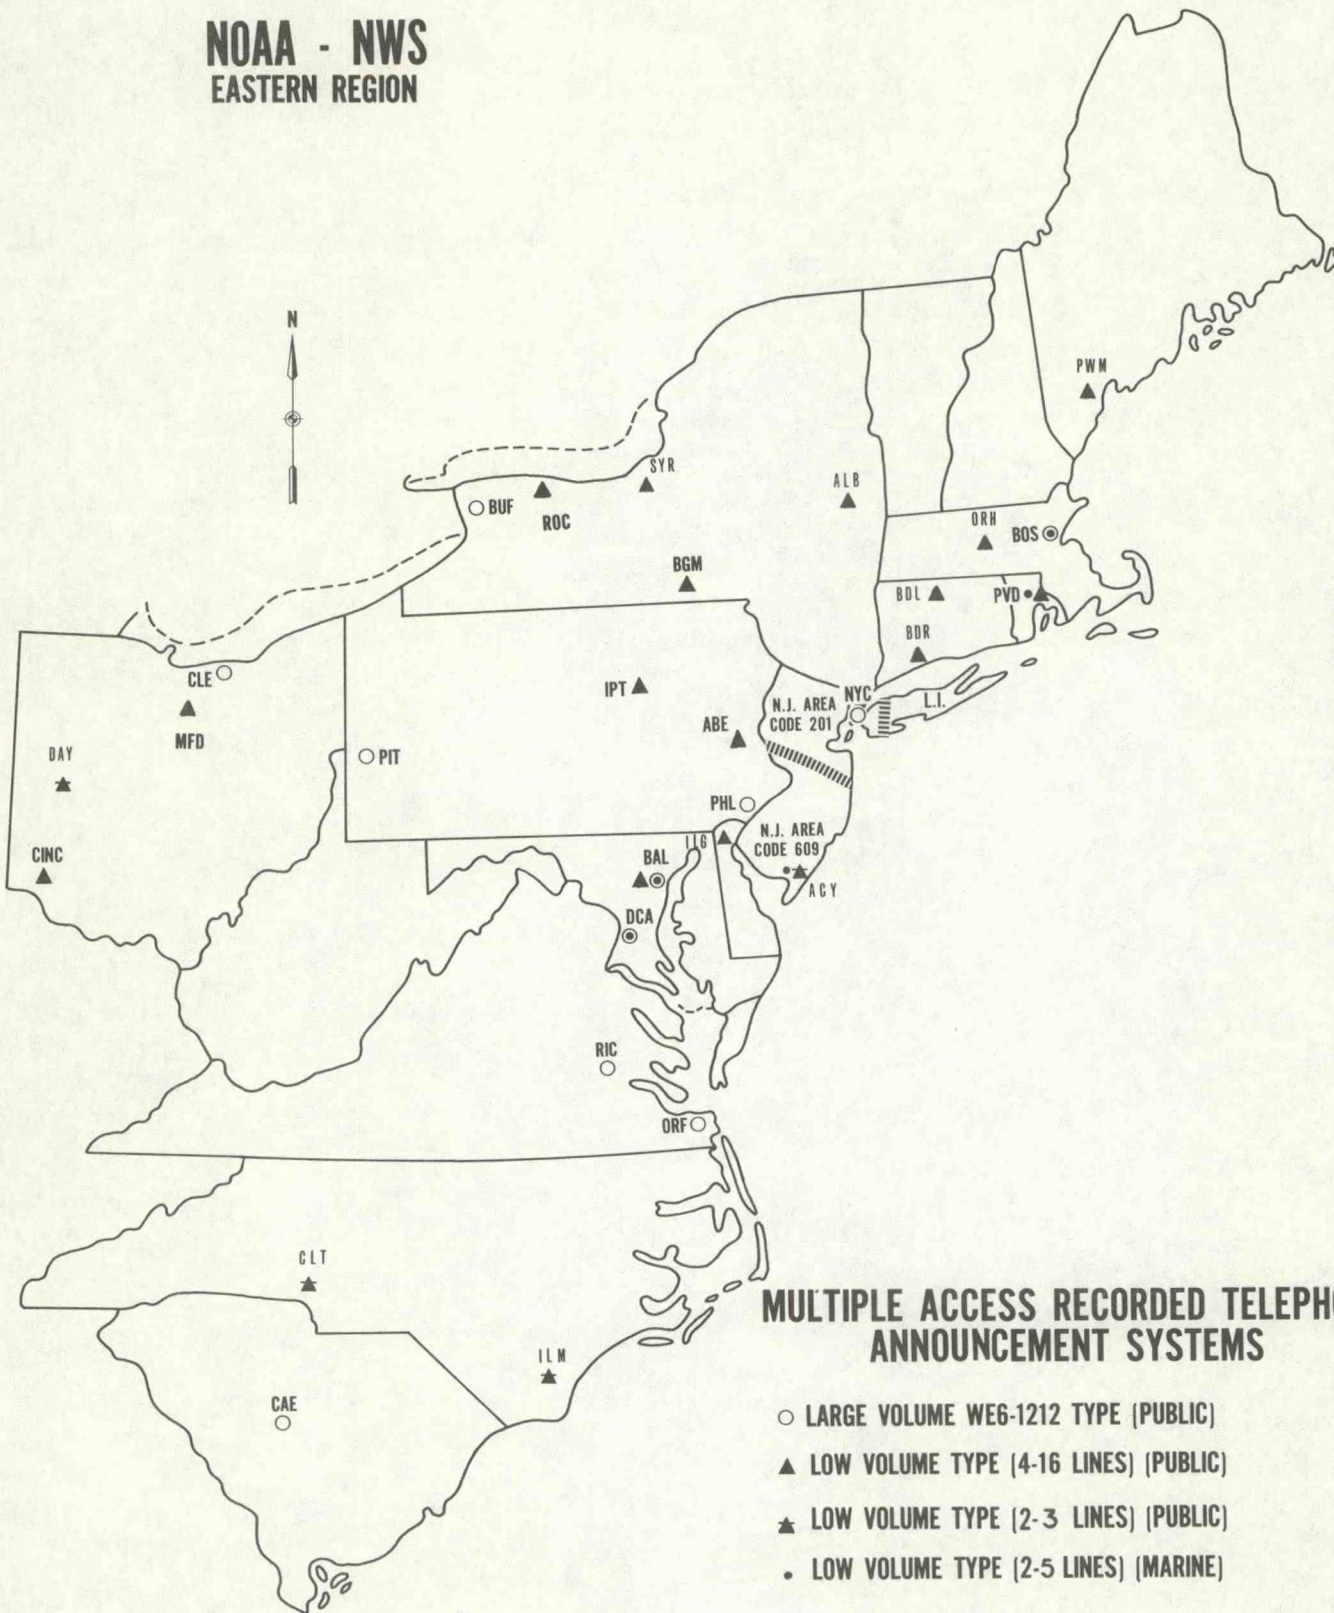 NOAA - NWS
EASTERN REGION
N
PWM
SYR
BUF
ROC
ALB
ORH
BOS
BGM
BDL
PVD
BDR
CLE
MFD
IPT
NYC
L.I.
N.J. AREA
CODE 201
ABE
DAY
PIT
PHL
N.J. AREA
CODE 609
ACY
CINC
BAL
DCA
RIC
ORF
CLT
ILM
CAE
MULTIPLE ACCESS RECORDED
ANNOUNCEMENT SYSTEMS
LARGE VOLUME WE6-1212 TYPE (PUBLIC)
LOW VOLUME TYPE (4-16 LINES) (PUBLIC)
LOW VOLUME TYPE (2-3 LINES) (PUBLIC)
LOW VOLUME TYPE (2-5 LINES) (MARINE)